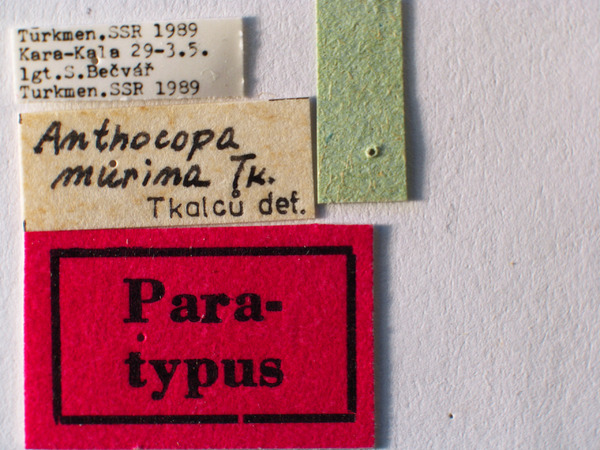 Turkmen.SSR 1989
Kara-Kala 29-3.5.
lgt.S.Bečvář
Turkmen.SSR 1989
Anthocopa
murina Tk.
Tkalců det.
Para-
typus